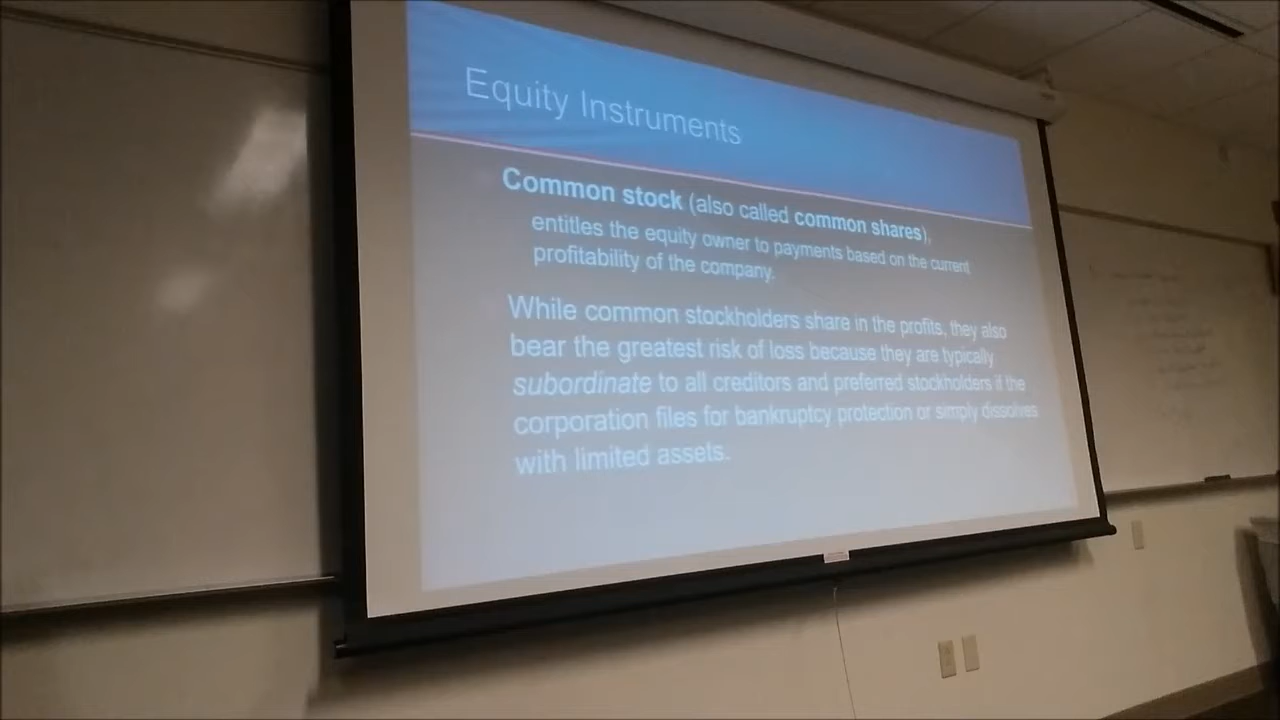 Equity Instruments
Common stock (also called common shares),
entitles the equity owner to payments based on the current
profitability of the company.
While common stockholders share in the profits, they also
bear the greatest risk of loss because they are typically
subordinate to all creditors and preferred stockholders if the
corporation files for bankruptcy protection or simply dissolves
with limited assets.